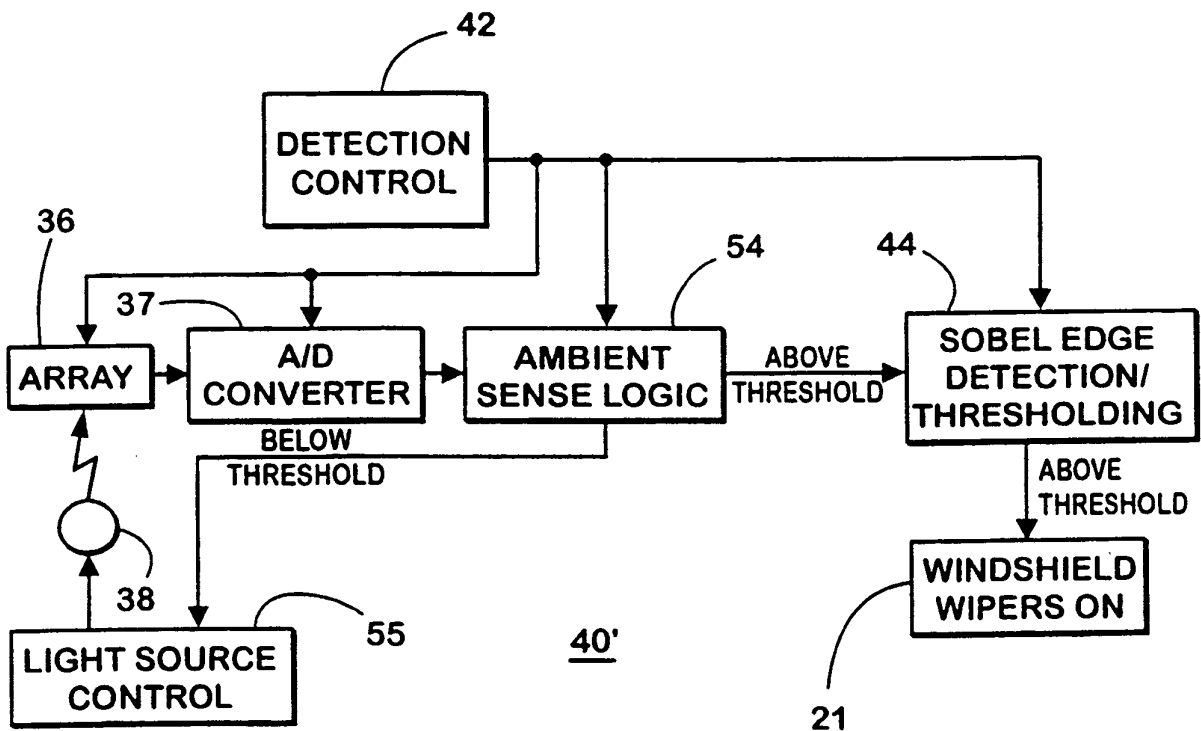 42
DETECTION
CONTROL
36
37
54
44
ARRAY
A/D
CONVERTER
AMBIENT
SENSE LOGIC
ABOVE
THRESHOLD
SOBEL EDGE
DETECTION/
THRESHOLDING
BELOW
THRESHOLD
ABOVE
THRESHOLD
38
55
LIGHT SOURCE
CONTROL
40'
WINDSHIELD
WIPERS ON
21